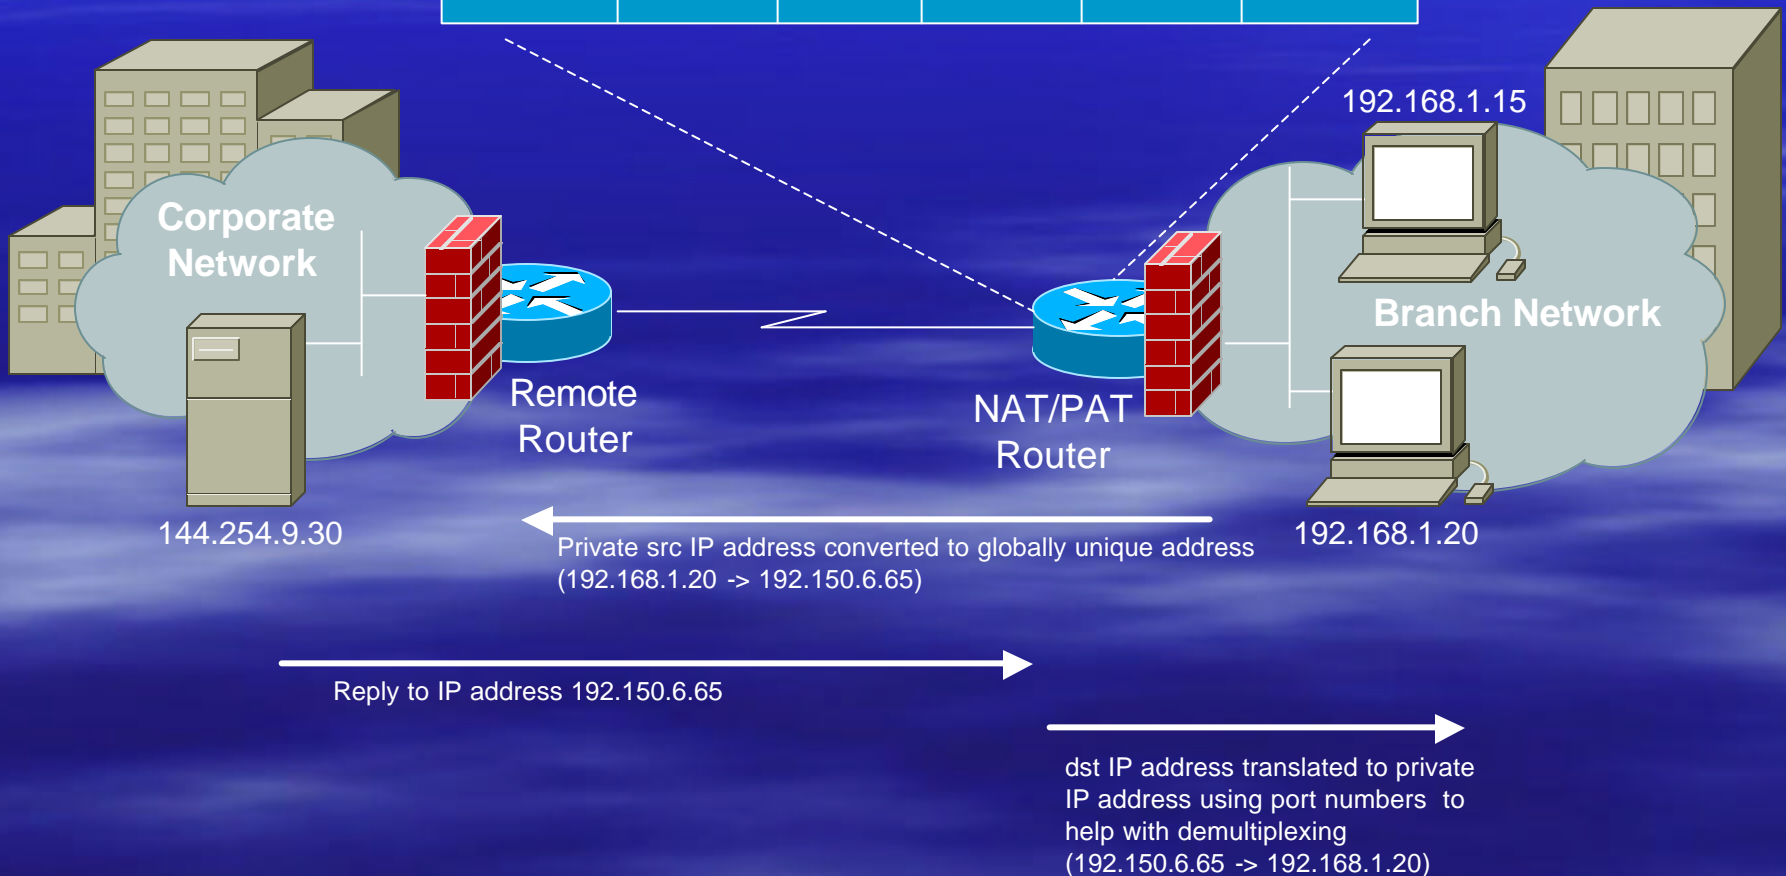 192.168.1.15
Corporate
Network
Branch Network
Remote
Router
NAT/PAT
Router
144.254.9.30
192.168.1.20
Private src IP address converted to globally unique address
(192.168.1.20 -> 192.150.6.65)
Reply to IP address 192.150.6.65
dst IP address translated to private
IP address using port numbers to
help with demultiplexing
(192.150.6.65 -> 192.168.1.20)